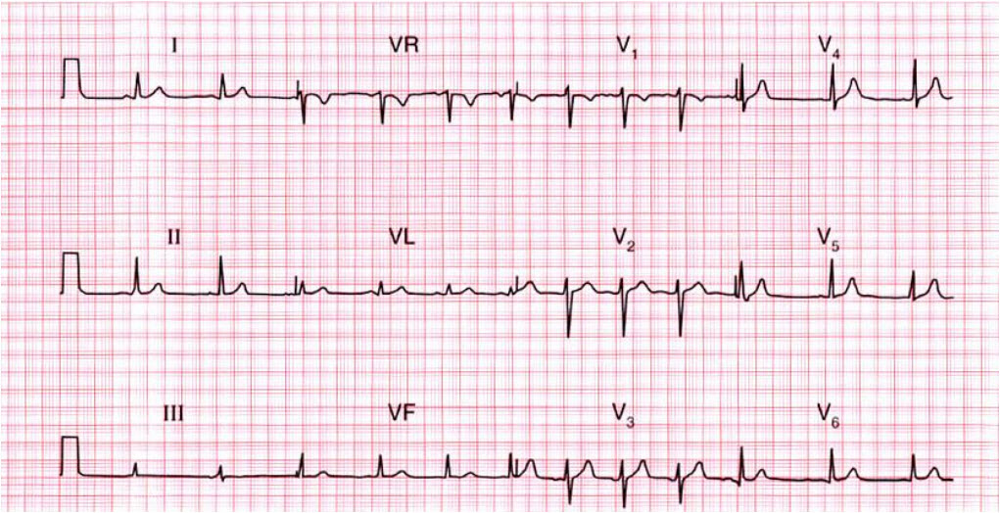 I VR V₁ V₄
II VL V₂ V₅
III VF V₃ V₆